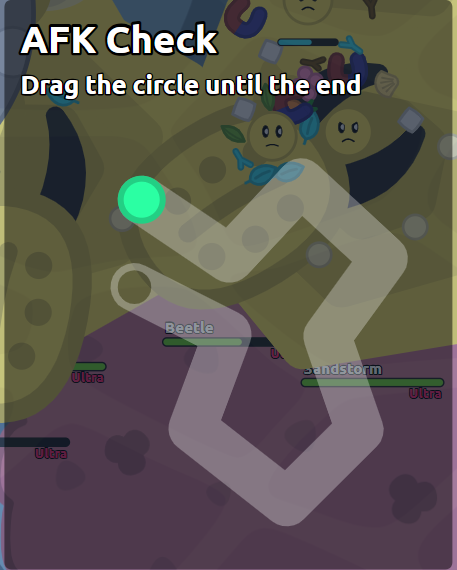 AFK Check
Drag the circle until the end
Beetle
Sandstorm
Ultra
Ultra
Ultra